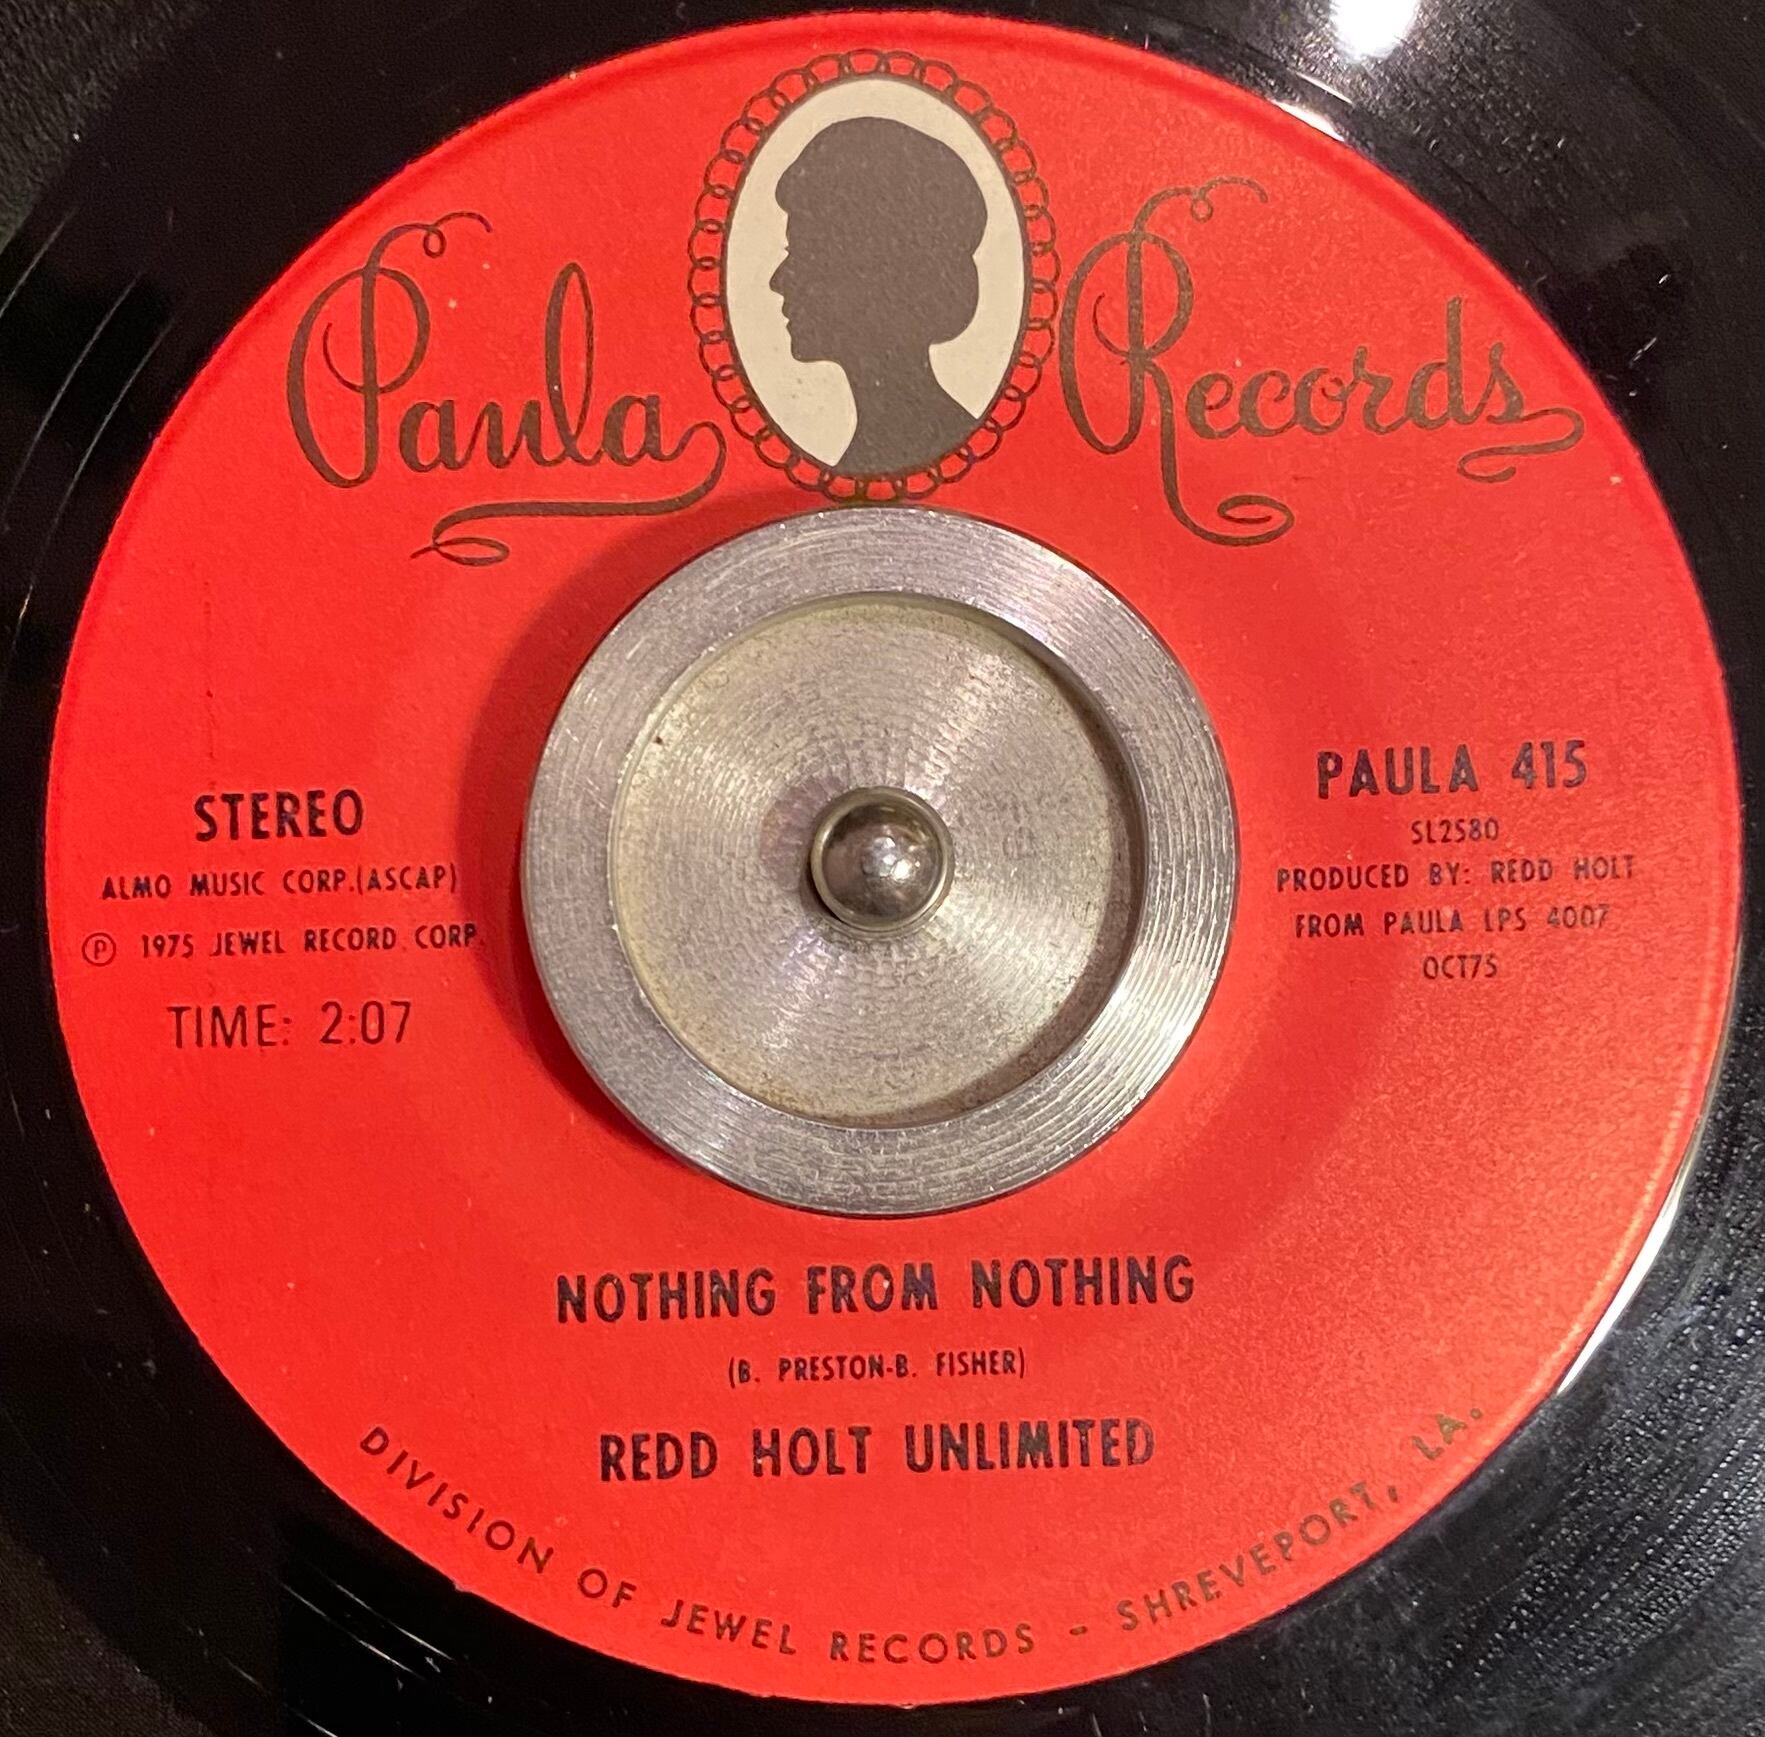 Paula Records
STEREO
ALMO MUSIC CORP.(ASCAP)
Ⓟ 1975 JEWEL RECORD CORP.
TIME: 2:07
PAULA 415
SL2580
PRODUCED BY: REDD HOLT
FROM PAULA LPS 4007
OCT75
NOTHING FROM NOTHING
(B. PRESTON-B. FISHER)
REDD HOLT UNLIMITED
DIVISION OF JEWEL RECORDS - SHREVEPORT, LA.